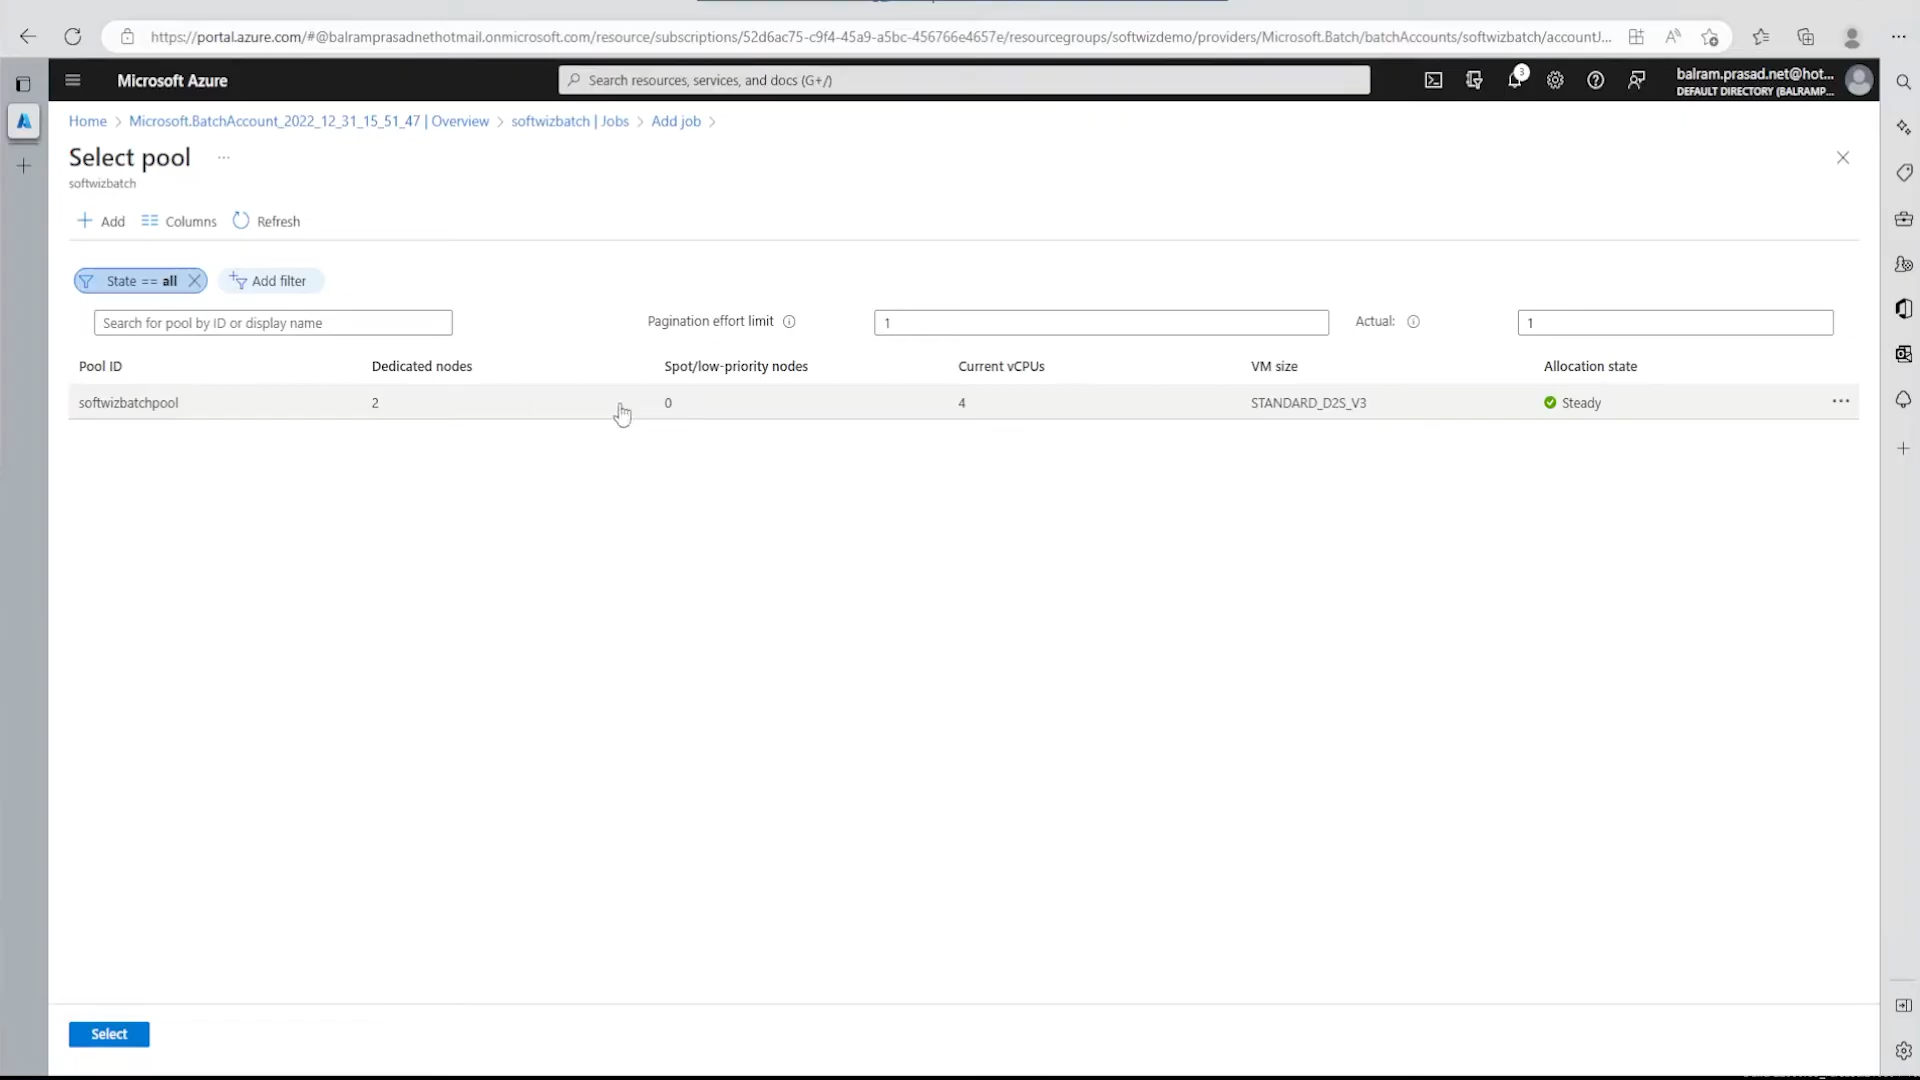 https://portal.azure.com/#@balramprasadnethotmail.onmicrosoft.com/resource/subscriptions/52d6ac75-c9f4-45a9-a5bc-456766e4657e/resourcegroups/softwizdemo/providers/Microsoft.Batch/batchAccounts/softwizbatch/accountJ...
Microsoft Azure
Search resources, services, and docs (G+/)
3
balram.prasad.net@hot...
DEFAULT DIRECTORY (BALRAMP...
Home > Microsoft.BatchAccount_2022_12_31_15_51_47 | Overview > softwizbatch | Jobs > Add job >
Select pool ...
softwizbatch
Add Columns Refresh
State == all Add filter
Search for pool by ID or display name Pagination effort limit 1 Actual: 1
Pool ID Dedicated nodes Spot/low-priority nodes Current vCPUs VM size Allocation state
softwizbatchpool 2 0 4 STANDARD_D2S_V3 Steady ...
Select